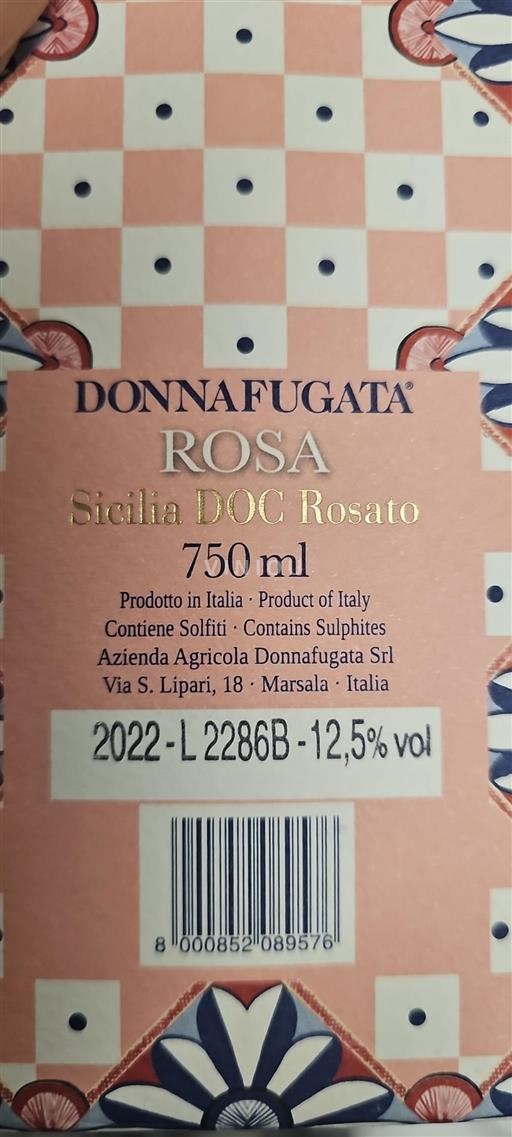 DONNAFUGATA®
ROSA
Sicilia DOC Rosato
750 ml
Prodotto in Italia · Product of Italy
Contiene Solfiti · Contains Sulphites
Azienda Agricola Donnafugata Srl
Via S. Lipari, 18 · Marsala · Italia
2022-L2286B-12,5% vol
8 000852 089576